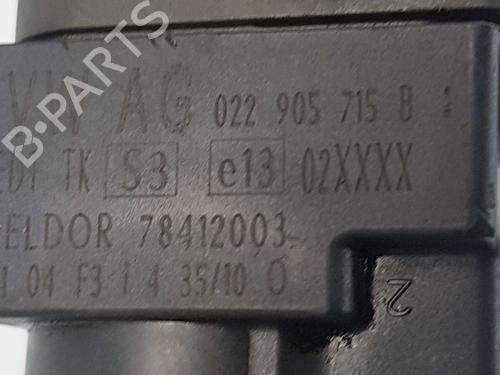 VW AG 022 905 715 B
TK S3 e13 02XXXX
ELDOR 78412003
04 F3 1 4 35/10 O
2
B-PARTS